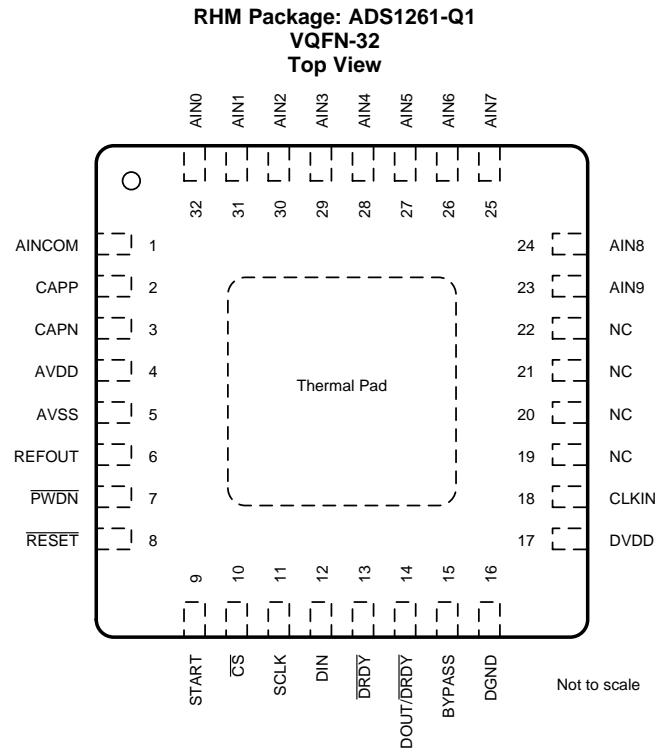 RHM Package: ADS1261-Q1
VQFN-32
Top View
AIN0
AIN1
AIN2
AIN3
AIN4
AIN5
AIN6
AIN7
32
31
30
29
28
27
26
25
AINCOM 1
CAPP 2
CAPN 3
AVDD 4
AVSS 5
REFOUT 6
PWDN 7
RESET 8
Thermal Pad
24 AIN8
23 AIN9
22 NC
21 NC
20 NC
19 NC
18 CLKIN
17 DVDD
9
10
11
12
13
14
15
16
START
CS
SCLK
DIN
DRDY
DOUT/DRDY
BYPASS
DGND
Not to scale